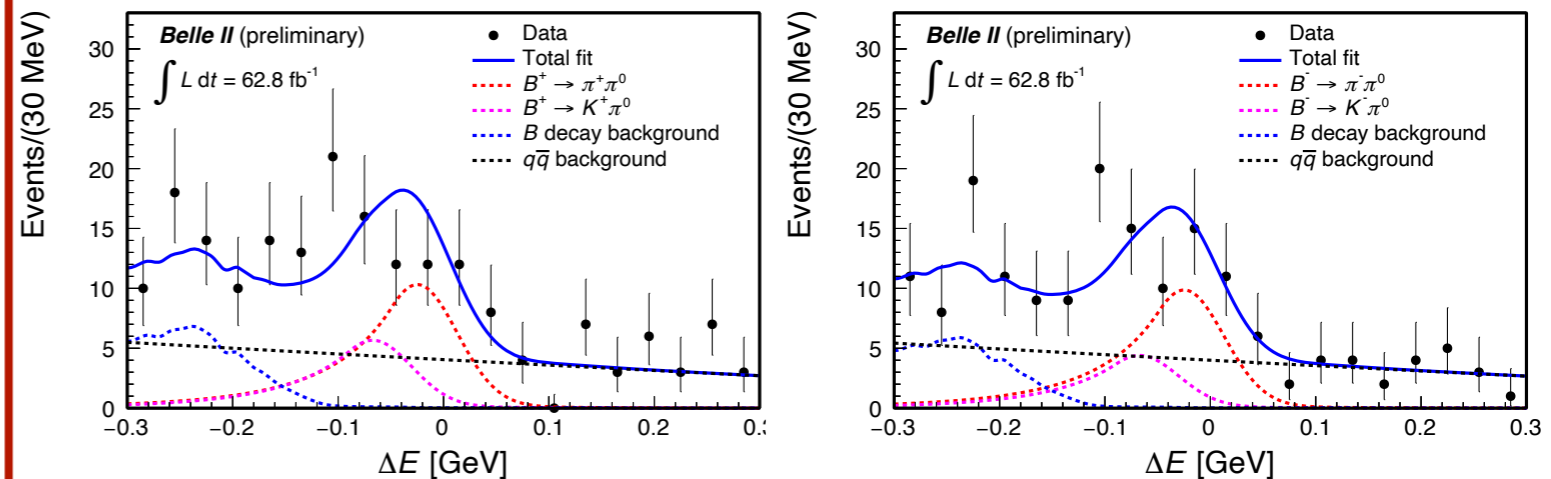 Events/(30 MeV)
30
25
20
15
10
5
0
Belle II (preliminary)
∫ L dt = 62.8 fb⁻¹
Data
Total fit
B⁺ → π⁺π⁰
B⁺ → K⁺π⁰
B decay background
qq̅ background
−0.3 −0.2 −0.1 0 0.1 0.2
ΔE [GeV]
Events/(30 MeV)
30
25
20
15
10
5
0
Belle II (preliminary)
∫ L dt = 62.8 fb⁻¹
Data
Total fit
B⁻ → π⁻π⁰
B⁻ → K⁻π⁰
B decay background
qq̅ background
−0.3 −0.2 −0.1 0 0.1 0.2 0.3
ΔE [GeV]